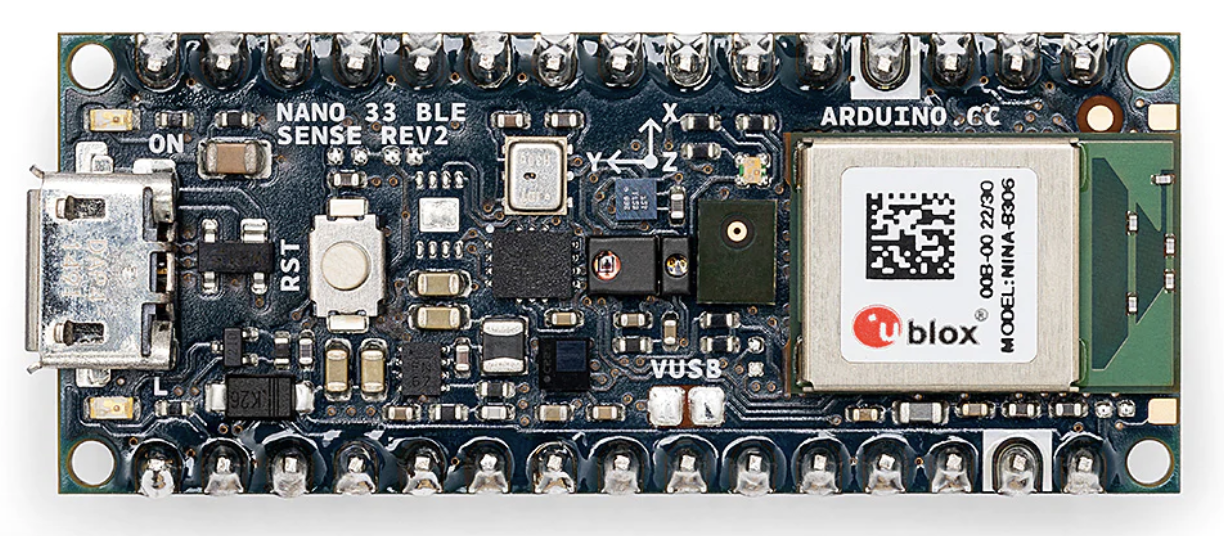 NANO 33 BLE
SENSE REV2
ON
RST
L
K26
X
Y
Z
VUSB
ARDUINO.CC
u blox®
00B-00 22/30
MODEL:NINA-B306